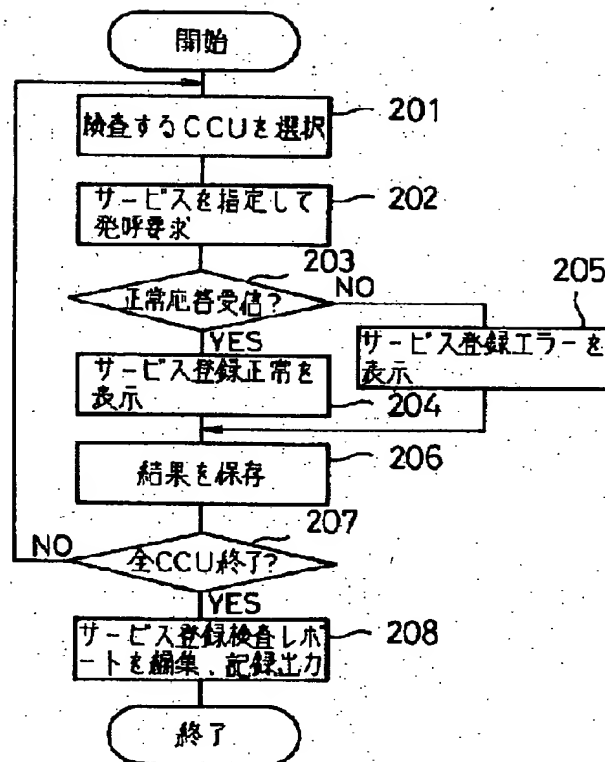 開始
検査するCCUを選択
201
サービスを指定して
発呼要求
202
203
正常応答受信?
NO
YES
205
サービス登録エラーを
表示
サービス登録正常を
表示
204
結果を保存
206
207
全CCU終了?
NO
YES
サービス登録検査レポ
ートを編集、記録出力
208
終了